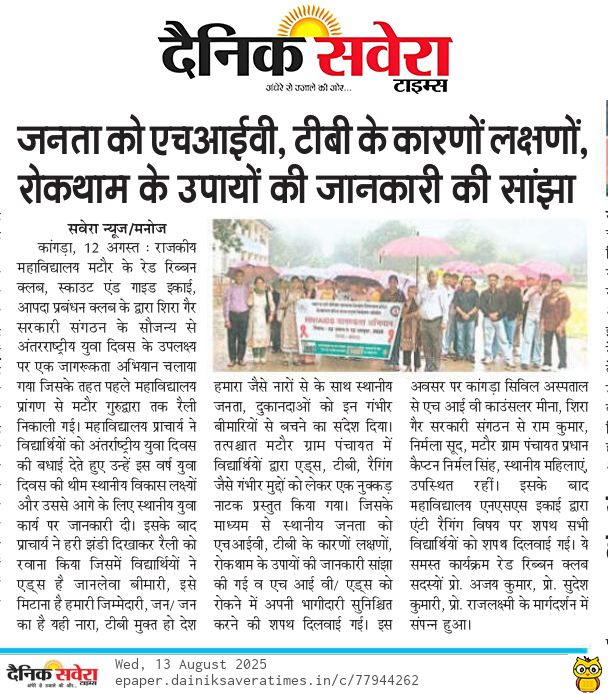 दैनिक सवेरा
अंधेरे से उजाले की ओर...
टाइम्स
जनता को एचआईवी, टीबी के कारणों लक्षणों,
रोकथाम के उपायों की जानकारी की सांझा
सवेरा न्यूज/मनोज
कांगड़ा, 12 अगस्त : राजकीय
महाविद्यालय मटौर के रेड रिब्बन
क्लब, स्काउट एंड गाइड इकाई,
आपदा प्रबंधन क्लब के द्वारा शिरा गैर
सरकारी संगठन के सौजन्य से
अंतरराष्ट्रीय युवा दिवस के उपलक्ष्य
पर एक जागरूकता अभियान चलाया
गया जिसके तहत पहले महाविद्यालय
प्रांगण से मटौर गुरुद्वारा तक रैली
निकाली गई। महाविद्यालय प्राचार्य ने
विद्यार्थियों को अंतर्राष्ट्रीय युवा दिवस
की बधाई देते हुए उन्हें इस वर्ष युवा
दिवस की थीम स्थानीय विकास लक्ष्यों
और उससे आगे के लिए स्थानीय युवा
कार्य पर जानकारी दी। इसके बाद
प्राचार्य ने हरी झंडी दिखाकर रैली को
रवाना किया जिसमें विद्यार्थियों ने
एड्स है जानलेवा बीमारी, इसे
मिटाना है हमारी जिम्मेदारी, जन/ जन
का है यही नारा, टीबी मुक्त हो देश
हमारा जैसे नारों से के साथ स्थानीय
जनता, दुकानदाओं को इन गंभीर
बीमारियों से बचने का सदेश दिया।
तत्पश्चात मटौर ग्राम पंचायत में
विद्यार्थियों द्वारा एड्स, टीबी, रैगिंग
जैसे गंभीर मुद्दों को लेकर एक नुक्कड़
नाटक प्रस्तुत किया गया। जिसके
माध्यम से स्थानीय जनता को
एचआईवी, टीबी के कारणों लक्षणों,
रोकथाम के उपायों की जानकारी सांझा
की गई व एच आई वी/ एड्स को
रोकने में अपनी भागीदारी सुनिश्चित
करने की शपथ दिलवाई गई। इस
अवसर पर कांगड़ा सिविल अस्पताल
से एच आई वी काउंसलर मीना, शिरा
गैर सरकारी संगठन से राम कुमार,
निर्मला सूद, मटौर ग्राम पंचायत प्रधान
कैप्टन निर्मल सिंह, स्थानीय महिलाएं,
उपस्थित रहीं। इसके बाद
महाविद्यालय एनएसएस इकाई द्वारा
एंटी रैगिंग विषय पर शपथ सभी
विद्यार्थियों को शपथ दिलवाई गई। ये
समस्त कार्यक्रम रेड रिब्बन क्लब
सदस्यों प्रो. अजय कुमार, प्रो. सुदेश
कुमारी, प्रो. राजलक्ष्मी के मार्गदर्शन में
संपन्न हुआ।
दैनिक सवेरा
टाइम्स
Wed, 13 August 2025
epaper.dainiksaveratimes.in/c/77944262